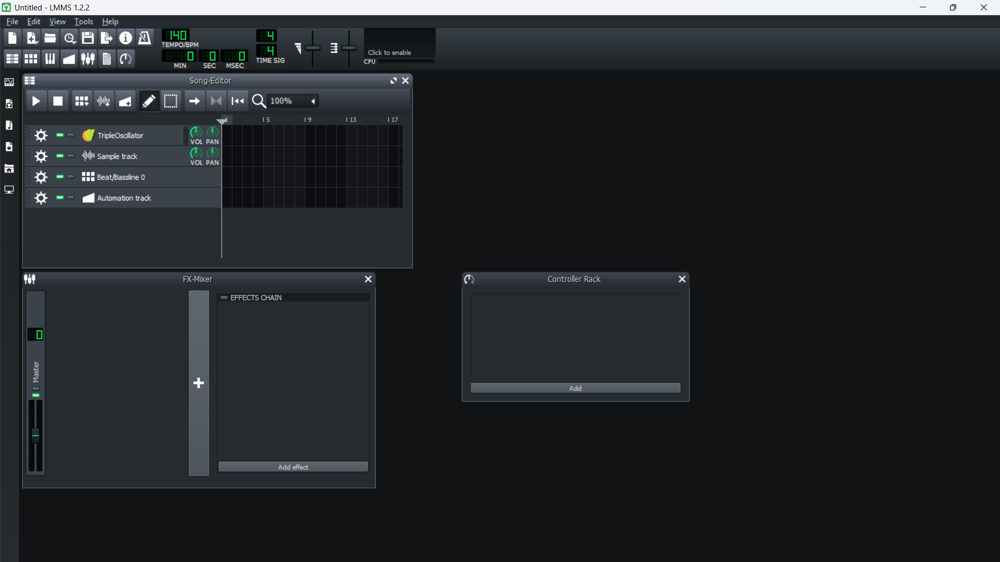 Untitled - LMMS 1.2.2
File Edit View Tools Help
140
TEMPO/BPM
0 0 0
MIN SEC MSEC
4
4
TIME SIG
Click to enable
CPU
Song-Editor
100%
1 5 9 13 17
TripleOscillator VOL PAN
Sample track VOL PAN
Beat/Bassline 0
Automation track
FX-Mixer
0
Master
EFFECTS CHAIN
Add effect
Controller Rack
Add